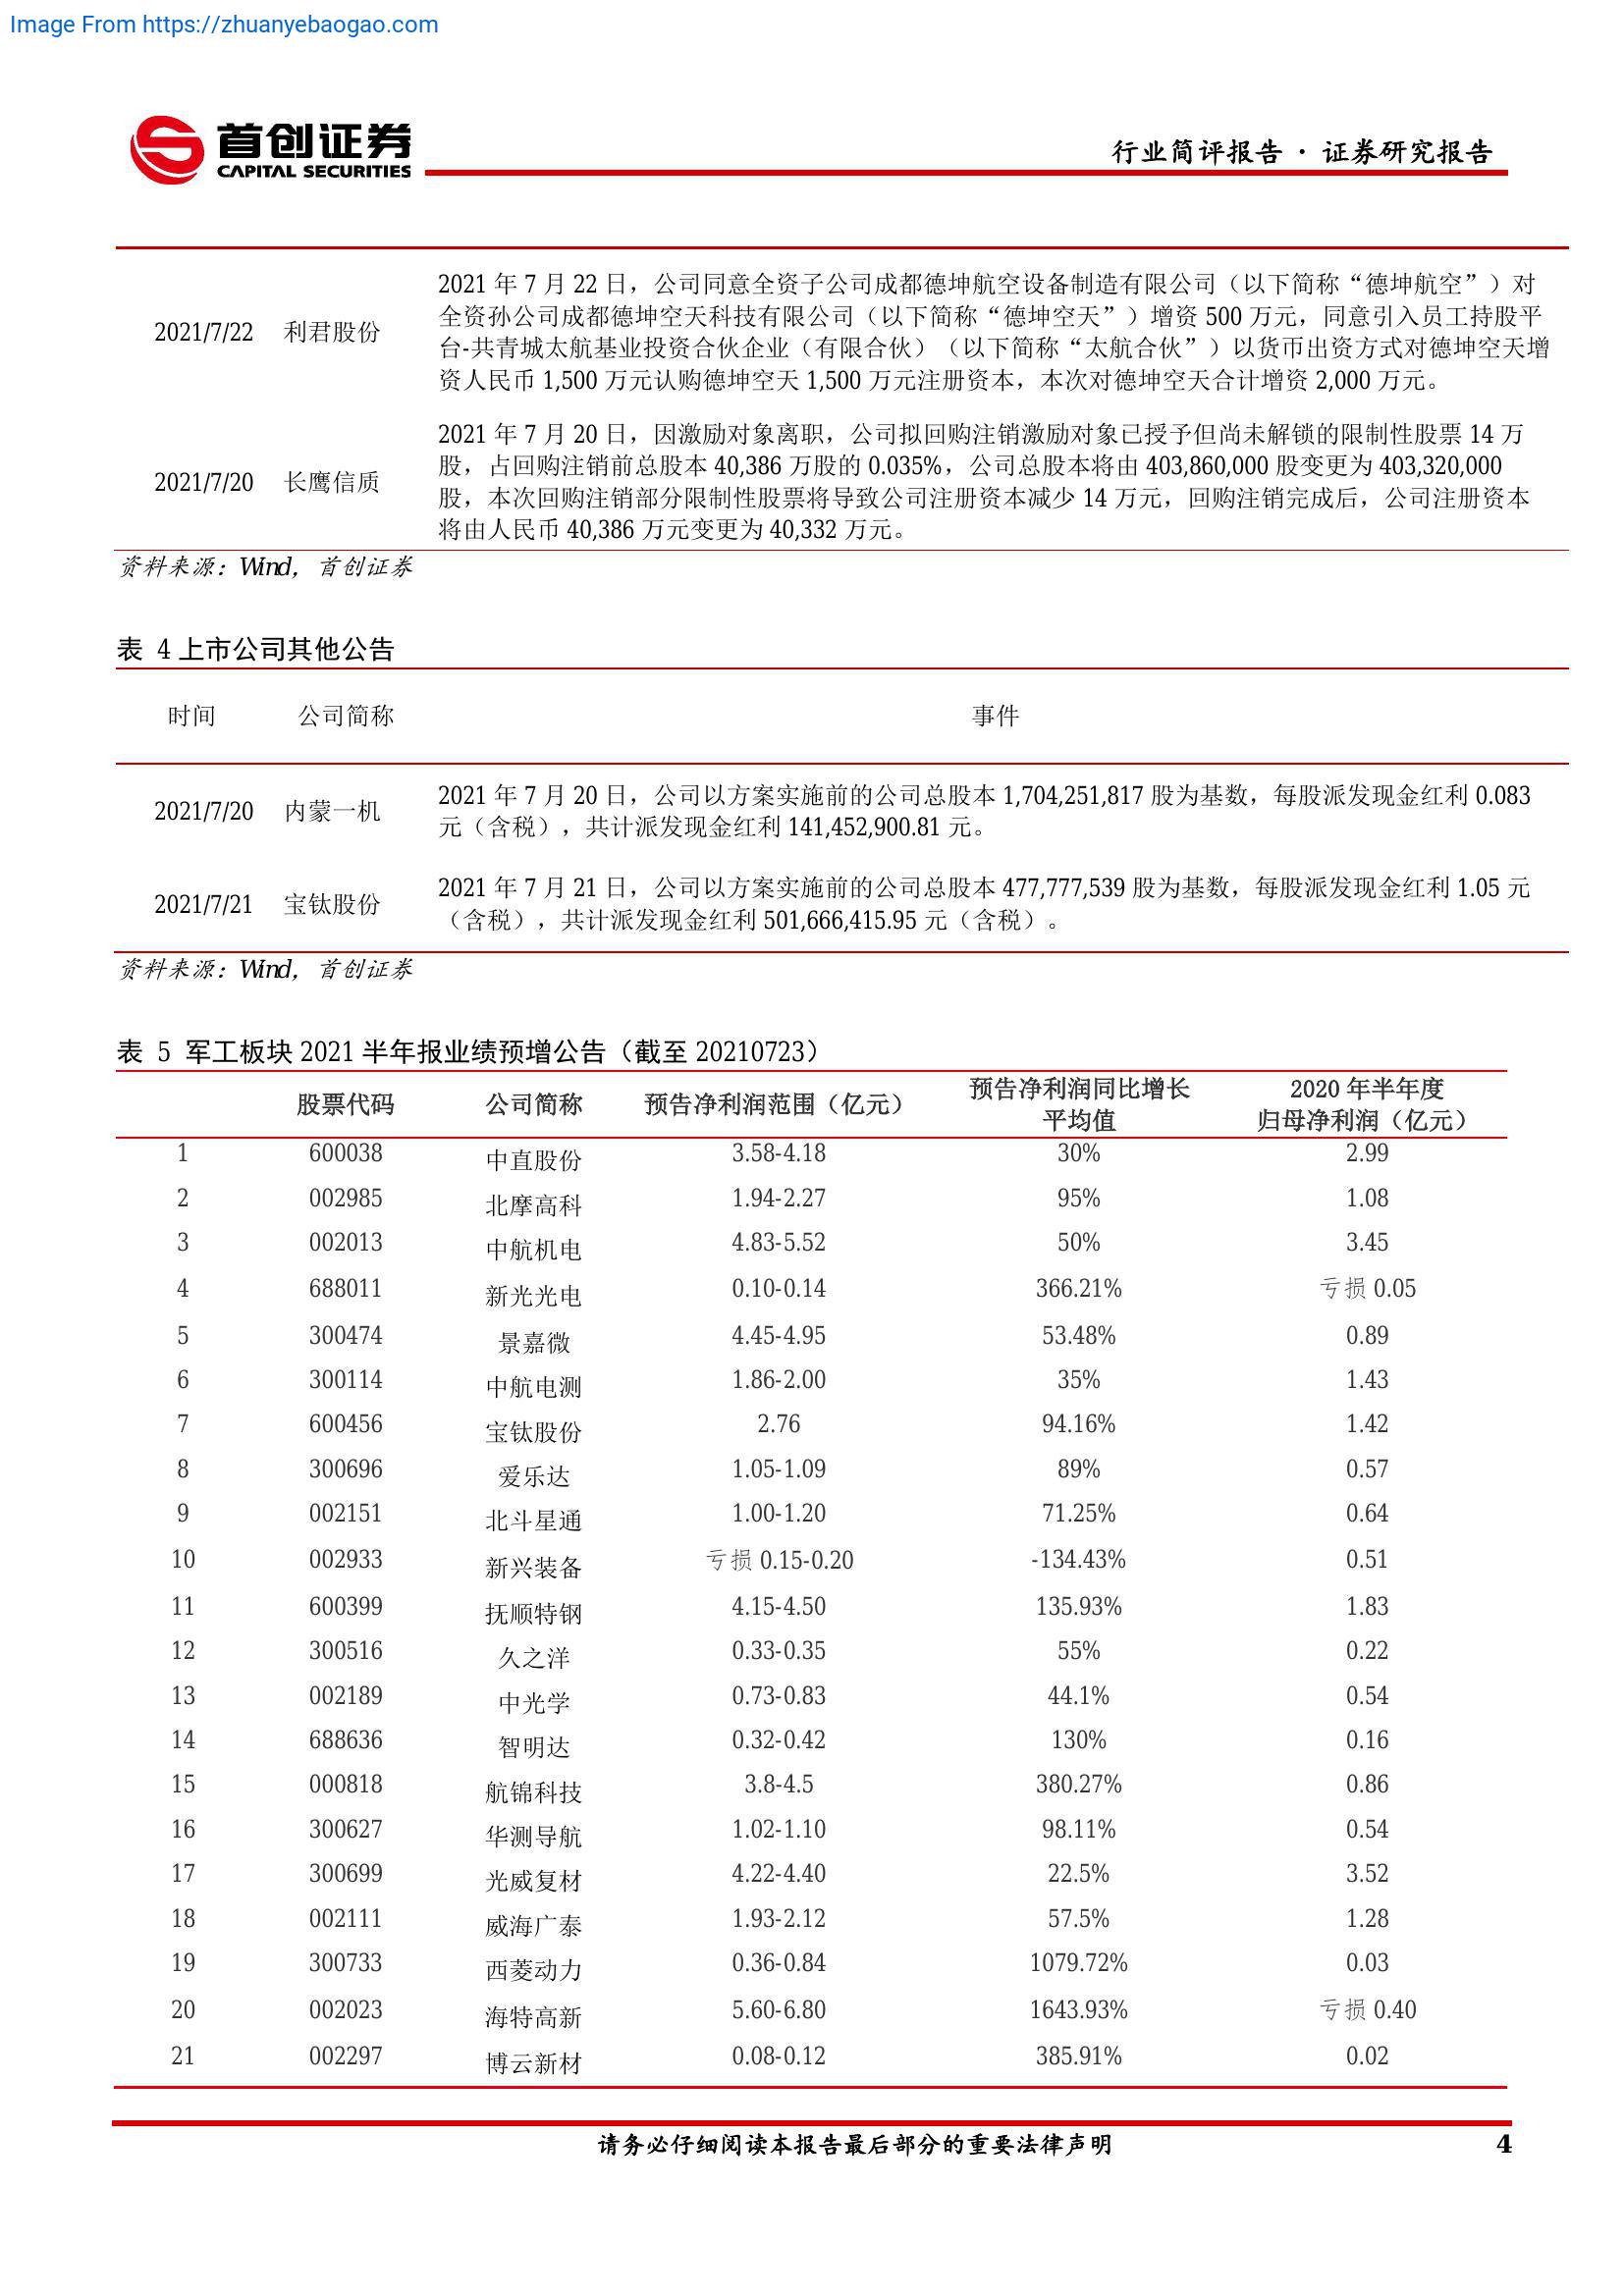 Image From https://zhuanyebaogao.com
首创证券
CAPITAL SECURITIES
行业简评报告 · 证券研究报告
2021/7/22 利君股份 2021 年 7 月 22 日，公司同意全资子公司成都德坤航空设备制造有限公司（以下简称“德坤航空”）对
全资孙公司成都德坤空天科技有限公司（以下简称“德坤空天”）增资 500 万元，同意引入员工持股平
台-共青城太航基业投资合伙企业（有限合伙）（以下简称“太航合伙”）以货币出资方式对德坤空天增
资人民币 1,500 万元认购德坤空天 1,500 万元注册资本，本次对德坤空天合计增资 2,000 万元。
2021/7/20 长鹰信质 2021 年 7 月 20 日，因激励对象离职，公司拟回购注销激励对象已授予但尚未解锁的限制性股票 14 万
股，占回购注销前总股本 40,386 万股的 0.035%，公司总股本将由 403,860,000 股变更为 403,320,000
股，本次回购注销部分限制性股票将导致公司注册资本减少 14 万元，回购注销完成后，公司注册资本
将由人民币 40,386 万元变更为 40,332 万元。
资料来源：Wind，首创证券
表 4 上市公司其他公告
时间 公司简称 事件
2021/7/20 内蒙一机 2021 年 7 月 20 日，公司以方案实施前的公司总股本 1,704,251,817 股为基数，每股派发现金红利 0.083
元（含税），共计派发现金红利 141,452,900.81 元。
2021/7/21 宝钛股份 2021 年 7 月 21 日，公司以方案实施前的公司总股本 477,777,539 股为基数，每股派发现金红利 1.05 元
（含税），共计派发现金红利 501,666,415.95 元（含税）。
资料来源：Wind，首创证券
表 5 军工板块 2021 半年报业绩预增公告（截至 20210723）
股票代码 公司简称 预告净利润范围（亿元） 预告净利润同比增长 2020 年半年度
平均值 归母净利润（亿元）
1 600038 中直股份 3.58-4.18 30% 2.99
2 002985 北摩高科 1.94-2.27 95% 1.08
3 002013 中航机电 4.83-5.52 50% 3.45
4 688011 新光光电 0.10-0.14 366.21% 亏损 0.05
5 300474 景嘉微 4.45-4.95 53.48% 0.89
6 300114 中航电测 1.86-2.00 35% 1.43
7 600456 宝钛股份 2.76 94.16% 1.42
8 300696 爱乐达 1.05-1.09 89% 0.57
9 002151 北斗星通 1.00-1.20 71.25% 0.64
10 002933 新兴装备 亏损 0.15-0.20 -134.43% 0.51
11 600399 抚顺特钢 4.15-4.50 135.93% 1.83
12 300516 久之洋 0.33-0.35 55% 0.22
13 002189 中光学 0.73-0.83 44.1% 0.54
14 688636 智明达 0.32-0.42 130% 0.16
15 000818 航锦科技 3.8-4.5 380.27% 0.86
16 300627 华测导航 1.02-1.10 98.11% 0.54
17 300699 光威复材 4.22-4.40 22.5% 3.52
18 002111 威海广泰 1.93-2.12 57.5% 1.28
19 300733 西菱动力 0.36-0.84 1079.72% 0.03
20 002023 海特高新 5.60-6.80 1643.93% 亏损 0.40
21 002297 博云新材 0.08-0.12 385.91% 0.02
请务必仔细阅读本报告最后部分的重要法律声明 4